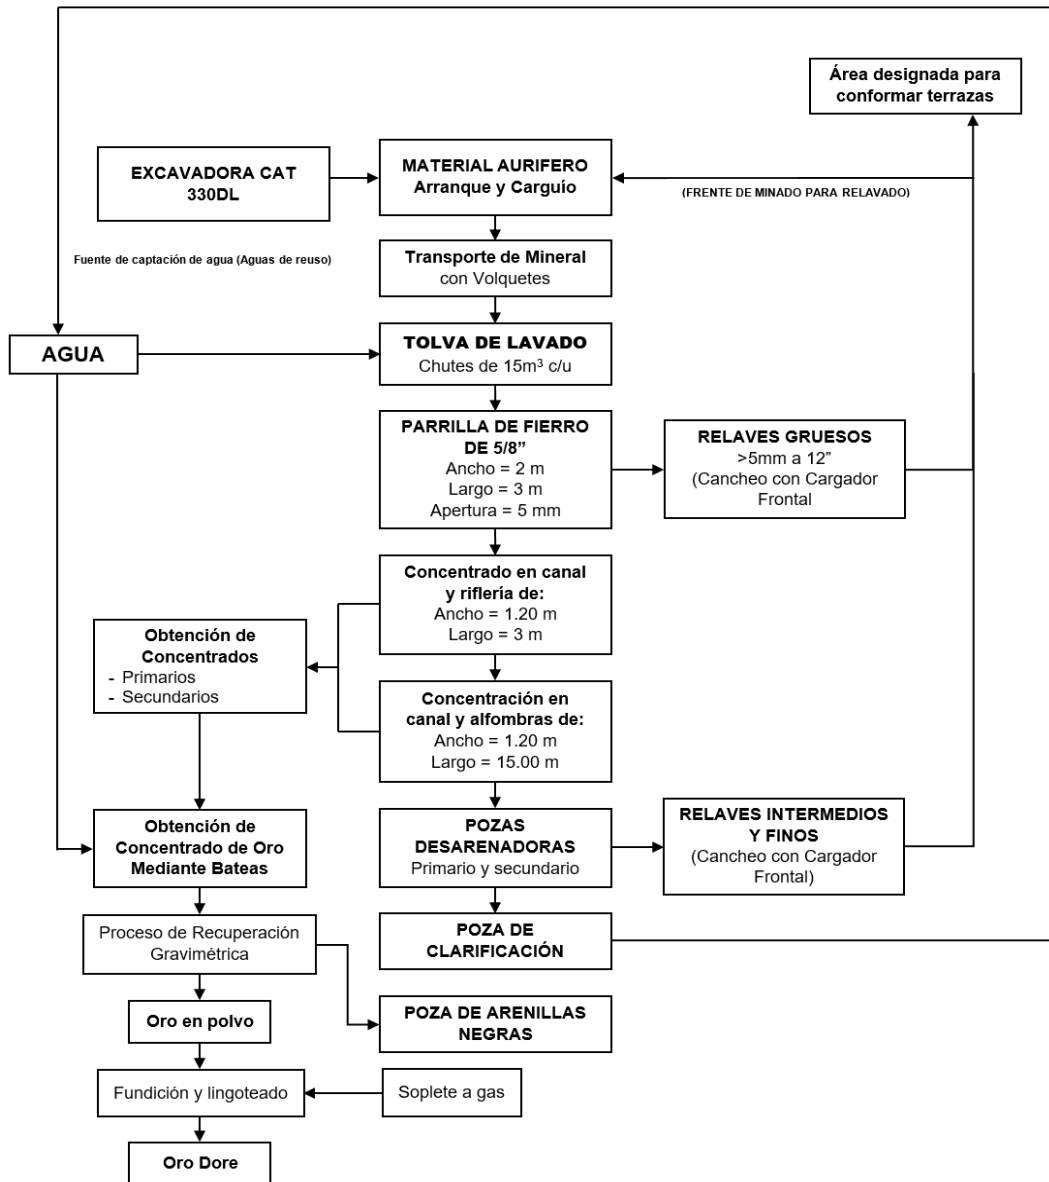 Área designada para
conformar terrazas
EXCAVADORA CAT
330DL
MATERIAL AURIFERO
Arranque y Carguío
(FRENTE DE MINADO PARA RELAVADO)
Fuente de captación de agua (Aguas de reuso)
Transporte de Mineral
con Volquetes
AGUA
TOLVA DE LAVADO
Chutes de 15m³ c/u
PARRILLA DE FIERRO
DE 5/8”
Ancho = 2 m
Largo = 3 m
Apertura = 5 mm
RELAVES GRUESOS
>5mm a 12”
(Cancheo con Cargador
Frontal
Concentrado en canal
y riflería de:
Ancho = 1.20 m
Largo = 3 m
Obtención de
Concentrados
- Primarios
- Secundarios
Concentración en
canal y alfombras de:
Ancho = 1.20 m
Largo = 15.00 m
Obtención de
Concentrado de Oro
Mediante Bateas
POZAS
DESARENADORAS
Primario y secundario
RELAVES INTERMEDIOS
Y FINOS
(Cancheo con Cargador
Frontal)
Proceso de Recuperación
Gravimétrica
POZA DE
CLARIFICACIÓN
Oro en polvo
POZA DE ARENILLAS
NEGRAS
Fundición y lingoteado
Soplete a gas
Oro Dore